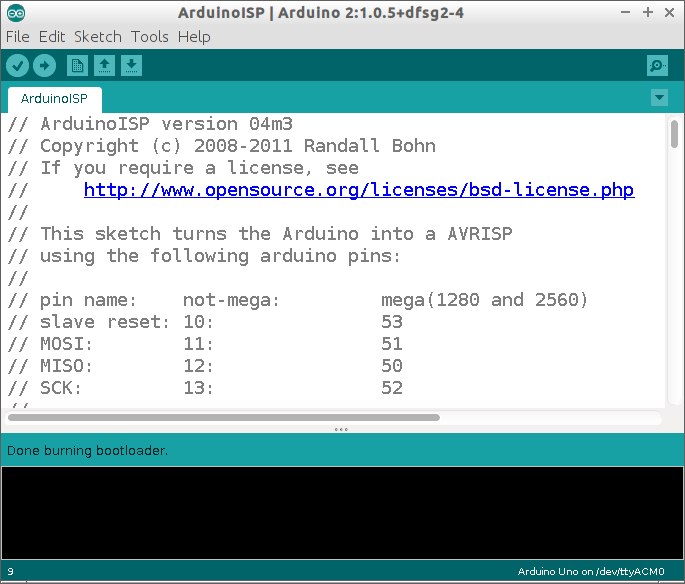 ArduinoISP | Arduino 2:1.0.5+dfsg2-4
File Edit Sketch Tools Help
ArduinoISP
// ArduinoISP version 04m3
// Copyright (c) 2008-2011 Randall Bohn
// If you require a license, see
//     http://www.opensource.org/licenses/bsd-license.php
//
// This sketch turns the Arduino into a AVRISP
// using the following arduino pins:
//
// pin name:    not-mega:         mega(1280 and 2560)
// slave reset: 10:               53
// MOSI:        11:               51
// MISO:        12:               50
// SCK:         13:               52
//
Done burning bootloader.
9 Arduino Uno on /dev/ttyACM0